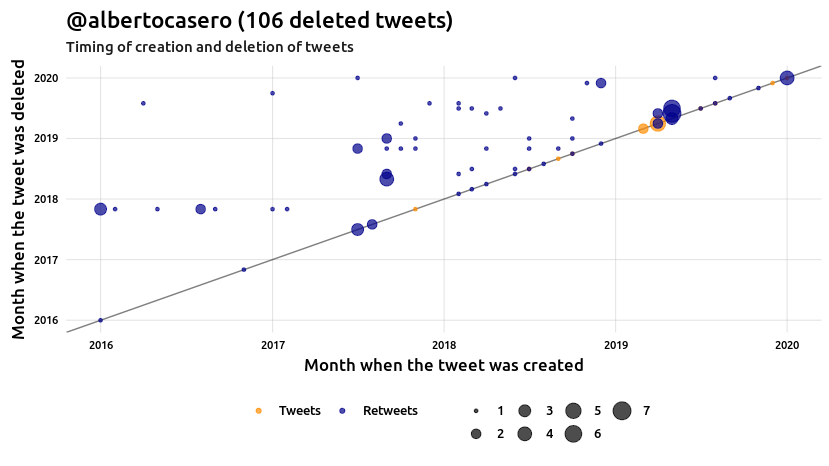 @albertocasero (106 deleted tweets)
Timing of creation and deletion of tweets
Month when the tweet was deleted
2020
2019
2018
2017
2016
2016 2017 2018 2019 2020
Month when the tweet was created
Tweets Retweets
1 3 5 7
2 4 6